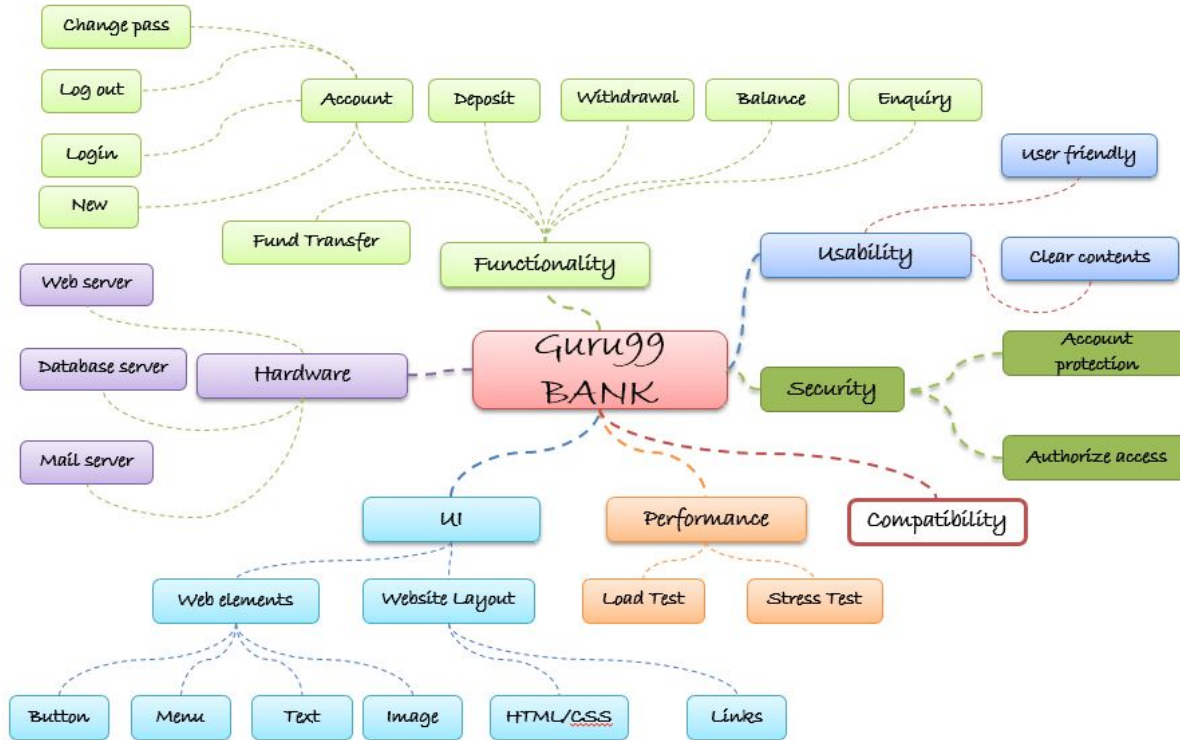 Change pass
Log out
Account
Deposit
Withdrawal
Balance
Enquiry
Login
New
User friendly
Fund Transfer
Functionality
Usability
Clear contents
Web server
Guru99
BANK
Database server
Hardware
Security
Account
protection
Mail server
Authorize access
UI
Performance
Compatibility
Web elements
Website Layout
Load Test
Stress Test
Button
Menu
Text
Image
HTML/CSS
Links